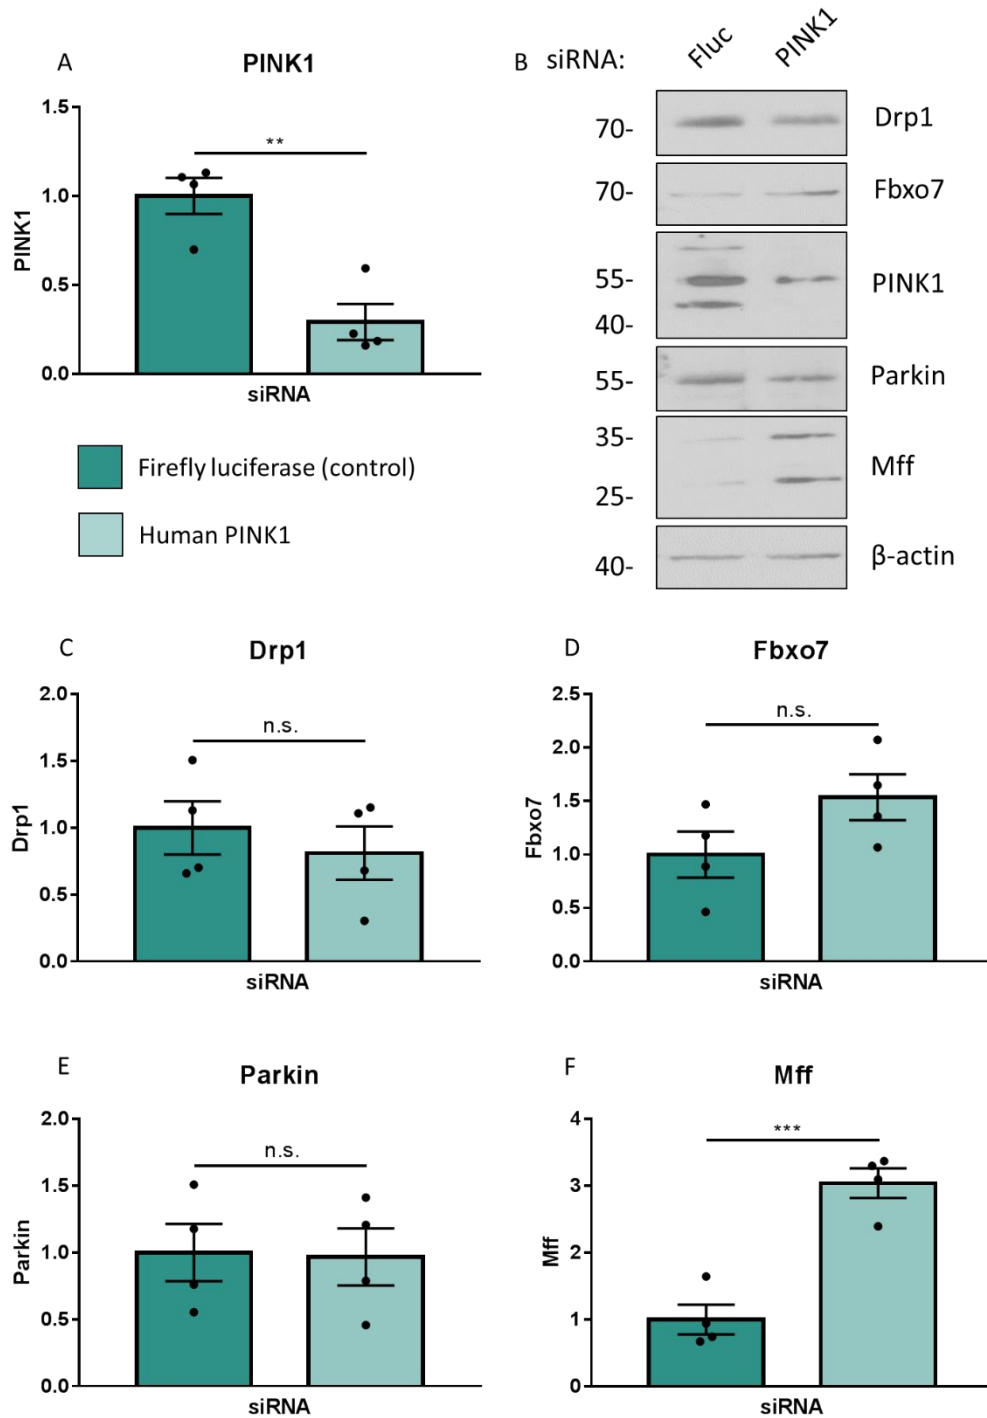 A
PINK1
1.5
1.0
0.5
0.0
PINK1
**
siRNA
Firefly luciferase (control)
Human PINK1
B
siRNA:
Fluc
PINK1
70-
Drp1
70-
Fbxo7
55-
40-
PINK1
55-
Parkin
35-
25-
Mff
40-
β-actin
C
Drp1
2.0
1.5
1.0
0.5
0.0
Drp1
n.s.
siRNA
D
Fbxo7
2.5
2.0
1.5
1.0
0.5
0.0
Fbxo7
n.s.
siRNA
E
Parkin
2.0
1.5
1.0
0.5
0.0
Parkin
n.s.
siRNA
F
Mff
4
3
2
1
0
Mff
***
siRNA